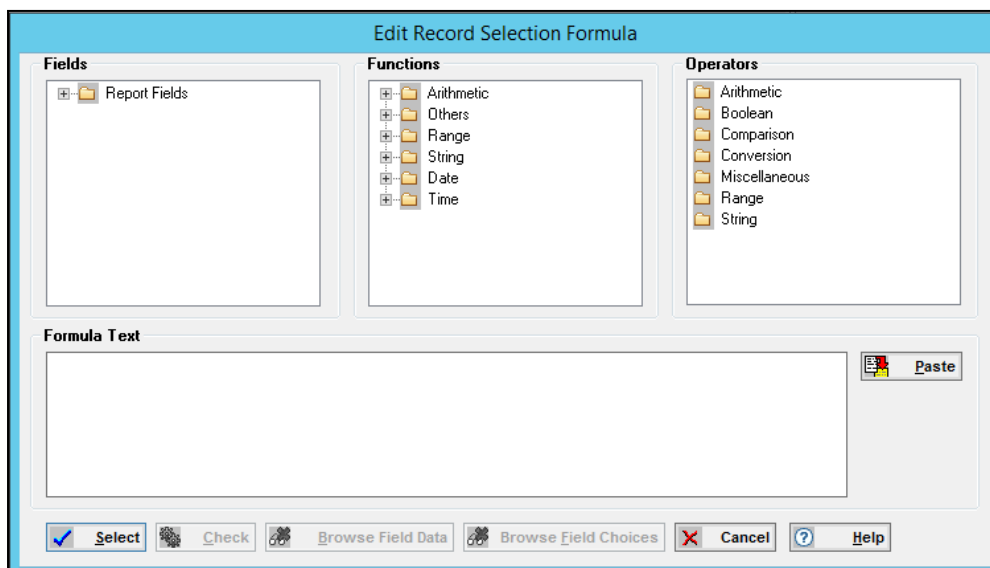 Edit Record Selection Formula
Fields
Report Fields
Functions
Arithmetic
Others
Range
String
Date
Time
Operators
Arithmetic
Boolean
Comparison
Conversion
Miscellaneous
Range
String
Formula Text
Paste
Select
Check
Browse Field Data
Browse Field Choices
Cancel
Help